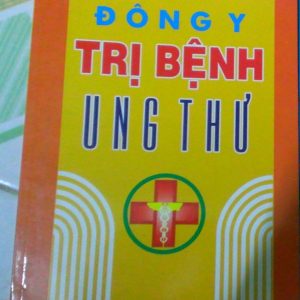 ĐÔNG Y
TRỊ BỆNH
UNG THƯ